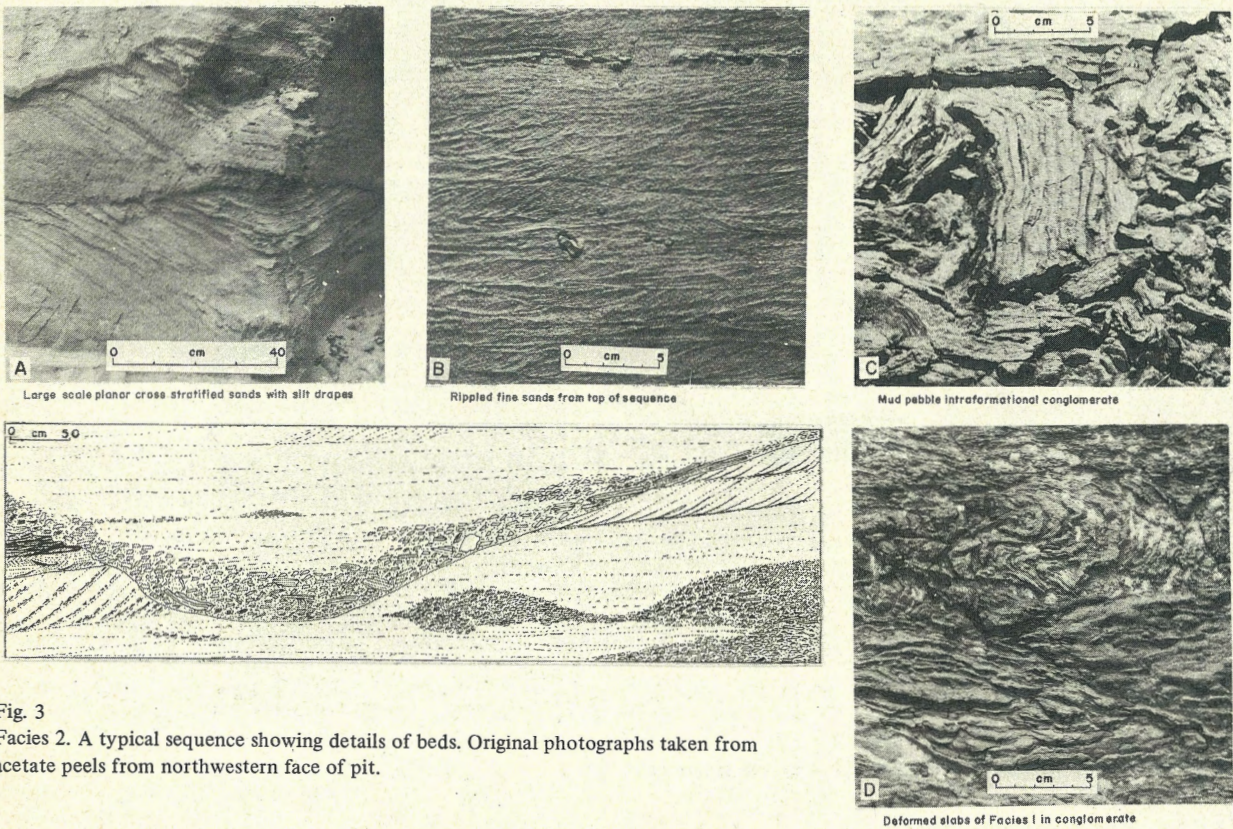 0 cm 40
A
Large scale planar cross stratified sands with silt drapes
0 cm 5
B
Rippled fine sands from top of sequence
0 cm 5
C
Mud pebble intraformational conglomerate
0 cm 50
0 cm 5
D
Deformed slabs of Facies I in conglomerate
Fig. 3
Facies 2. A typical sequence showing details of beds. Original photographs taken from
acetate peels from northwestern face of pit.